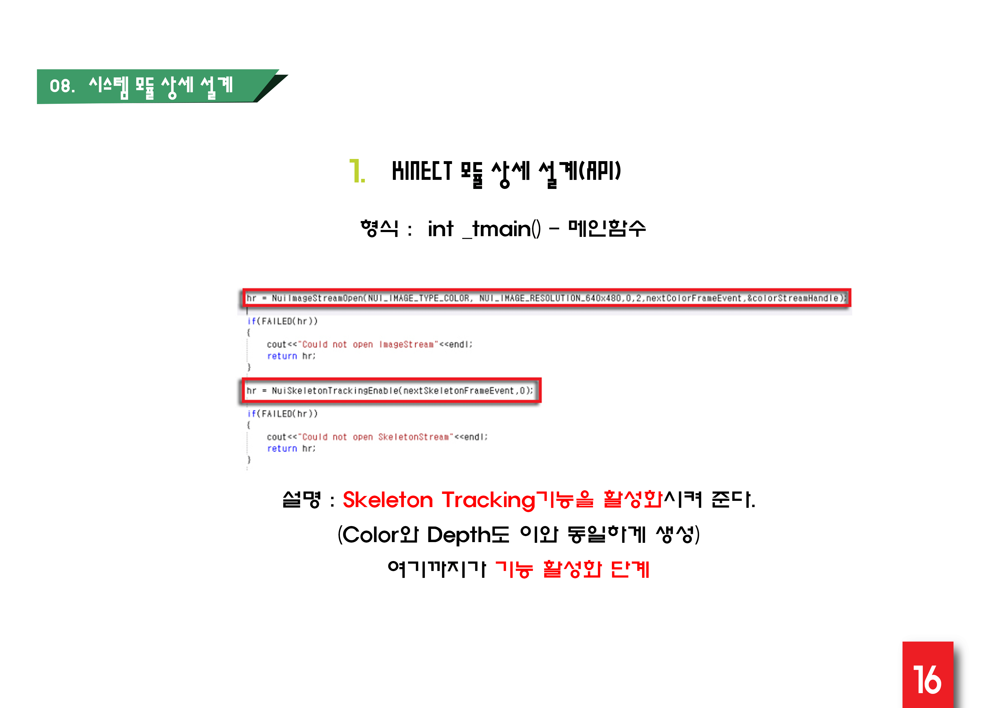 08. 시스템 모듈 상세 설계
1. KINECT 모듈 상세 설계(API)
형식 : int _tmain() - 메인함수
hr = NuiImageStreamOpen(NUI_IMAGE_TYPE_COLOR, NUI_IMAGE_RESOLUTION_640x480,0,2,nextColorFrameEvent,&colorStreamHandle);
if(FAILED(hr))
{
cout<<"Could not open ImageStream"<<endl;
return hr;
}
hr = NuiSkeletonTrackingEnable(nextSkeletonFrameEvent,0);
if(FAILED(hr))
{
cout<<"Could not open SkeletonStream"<<endl;
return hr;
}
설명 : Skeleton Tracking기능을 활성화시켜 준다.
(Color와 Depth도 이와 동일하게 생성)
여기까지가 기능 활성화 단계
16